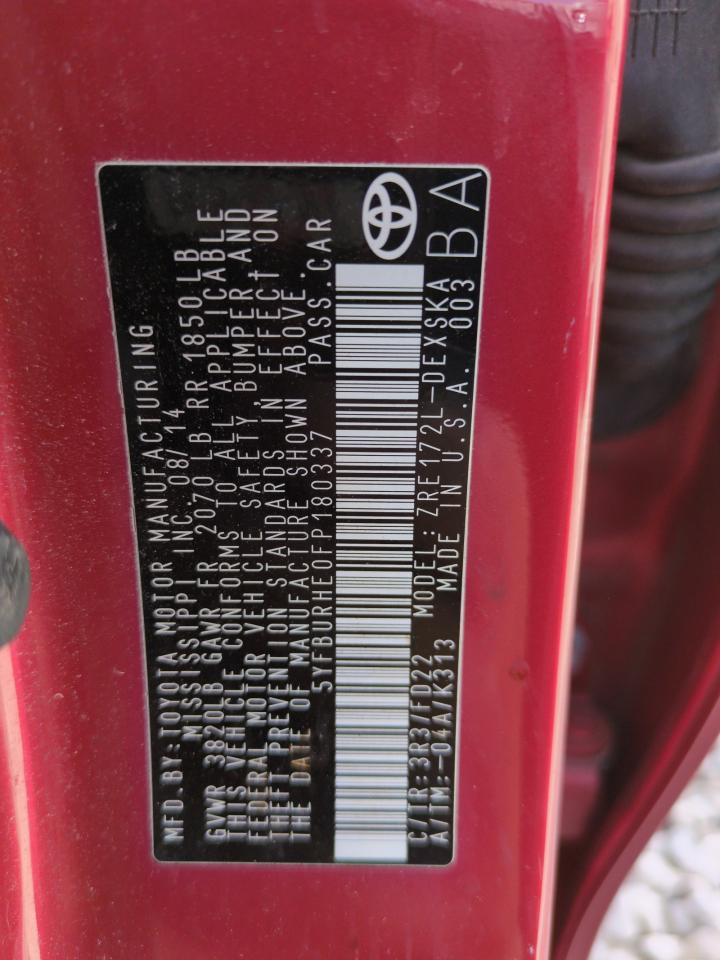 MFD.BY:TOYOTA MOTOR MANUFACTURING
MISSISSIPPI INC. 08/14
GVWR 3820LB GAWR FR 2070LB RR 1850LB
THIS VEHICLE CONFORMS TO ALL APPLICABLE
FEDERAL MOTOR VEHICLE SAFETY, BUMPER AND
THEFT PREVENTION STANDARDS IN EFFECT ON
THE DATE OF MANUFACTURE SHOWN ABOVE.
5YFBURHE0FP180337 PASS.CAR
C/TR:3R3/FD22 MODEL:ZRE172L-DEXSKA
A/TM:-04A/K313 MADE IN U.S.A. 003
BA